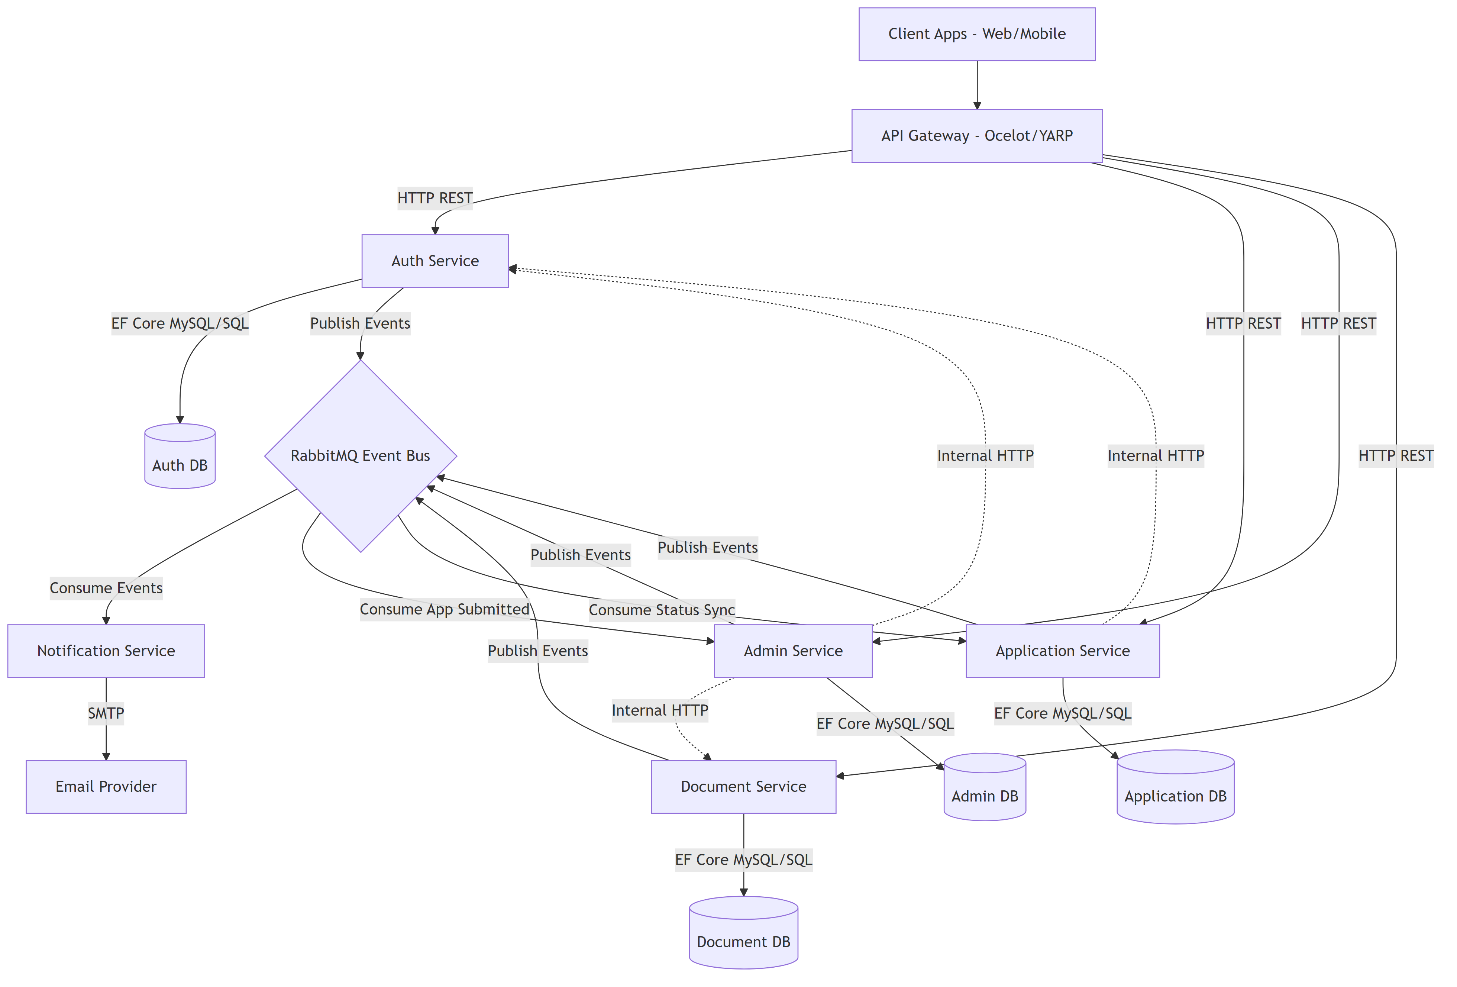 Client Apps - Web/Mobile
API Gateway - Ocelot/YARP
HTTP REST
Auth Service
EF Core MySQL/SQL
Publish Events
HTTP REST
HTTP REST
RabbitMQ Event Bus
Auth DB
Internal HTTP
Internal HTTP
HTTP REST
Publish Events
Publish Events
Consume Events
Consume App Submitted
Consume Status Sync
Notification Service
Publish Events
Admin Service
Application Service
SMTP
Internal HTTP
EF Core MySQL/SQL
EF Core MySQL/SQL
Email Provider
Document Service
Admin DB
Application DB
EF Core MySQL/SQL
Document DB